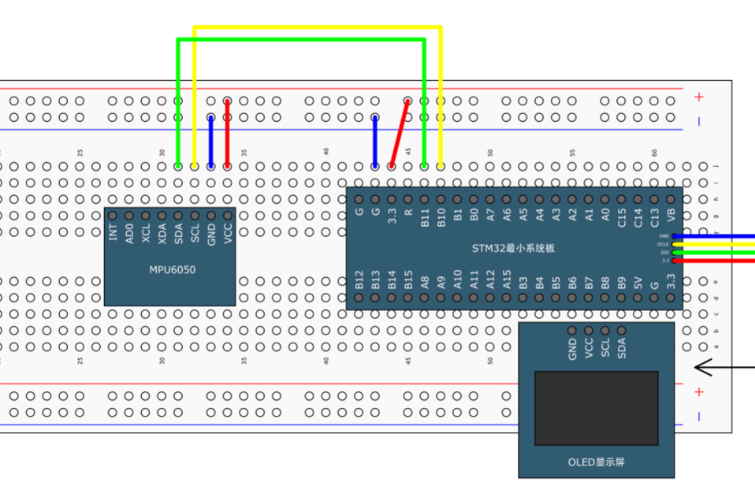 +
25
35
40
45
50
55
60
j
i
h
g
f
INT AD0 XCL XDA SDA SCL GND VCC
MPU6050
G G 3.3 R B11 B10 B1 B0 A7 A6 A5 A4 A3 A2 A1 A0 C15 C14 C13 VB
STM32最小系统板
GND
3.3
B12 B13 B14 B15 A8 A9 A10 A11 A12 A15 B3 B4 B5 B6 B7 B8 B9 5V G 3.3
e
d
c
b
a
25
30
35
40
45
50
GND VCC SCL SDA
OLED显示屏
+